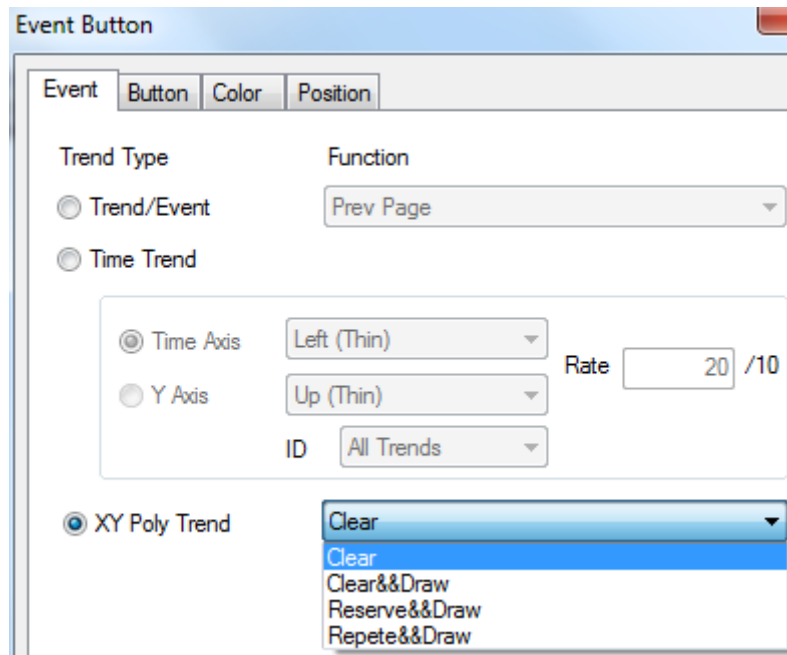 Event Button
Event Button Color Position
Trend Type Function
Trend/Event Prev Page
Time Trend
Time Axis Left (Thin)
Rate 20 /10
Y Axis Up (Thin)
ID All Trends
XY Poly Trend Clear
Clear
Clear&&Draw
Reserve&&Draw
Repete&&Draw